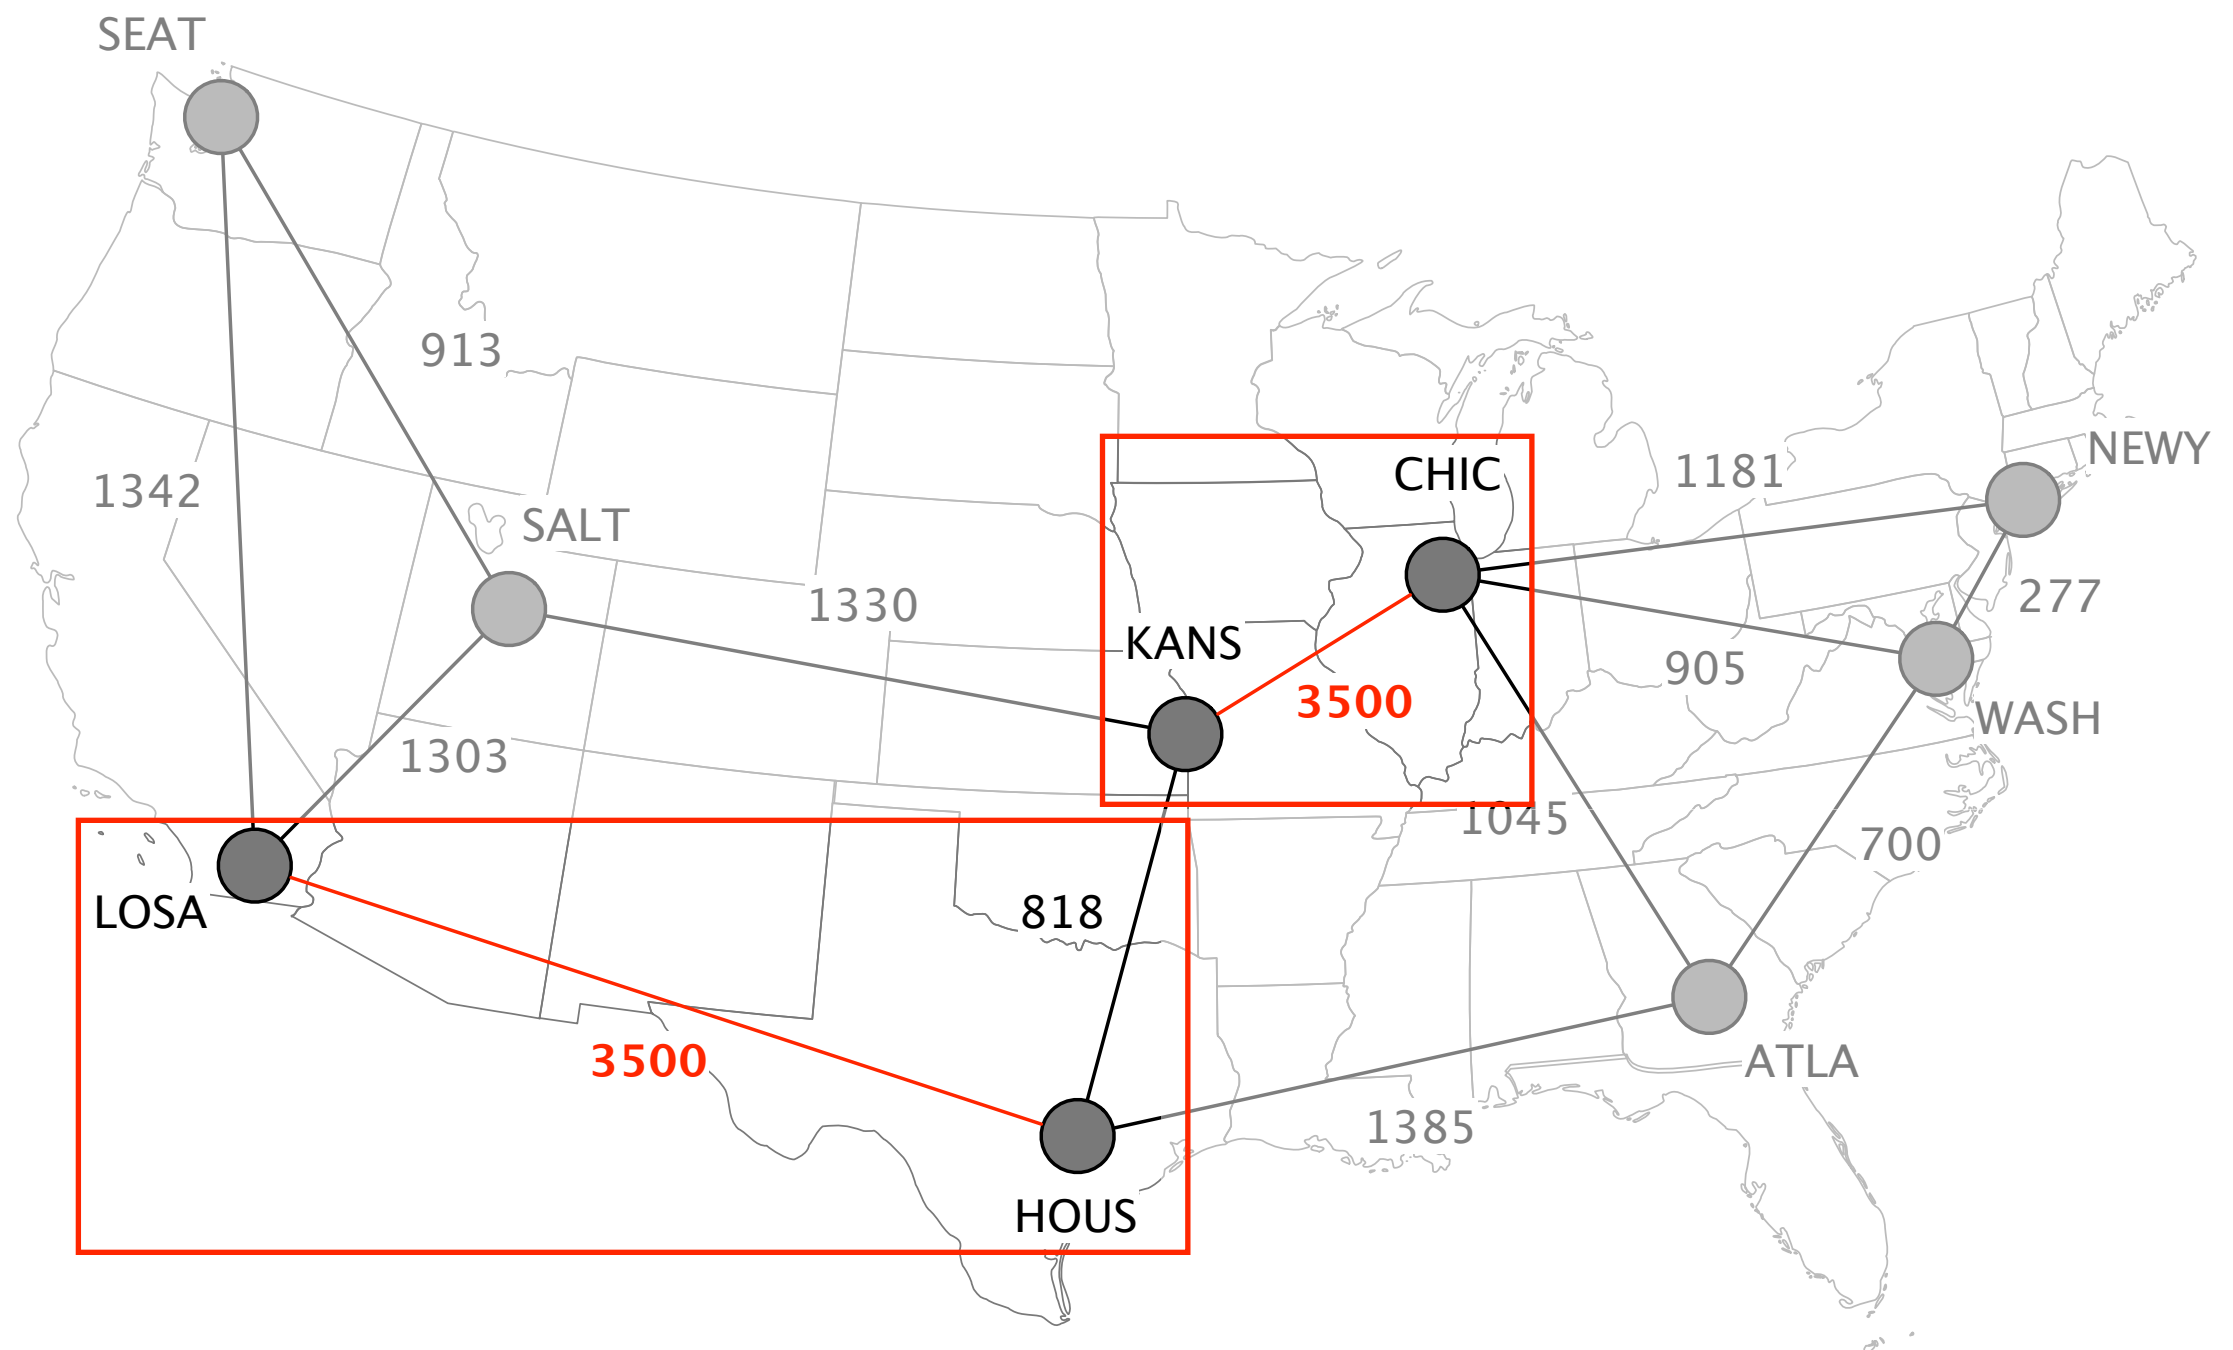 SEAT
913
NEWY
CHIC
1181
1342
SALT
277
1330
KANS
905
3500
WASH
1303
1045
700
818
LOSA
3500
ATLA
1385
HOUS